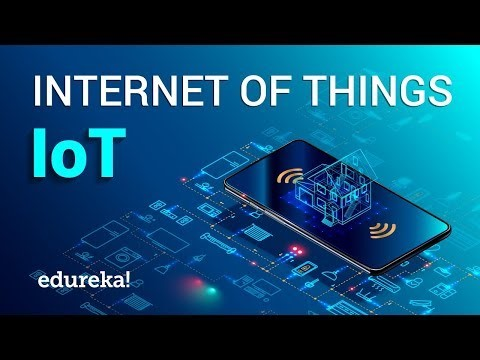 INTERNET OF THINGS
IoT
edureka!